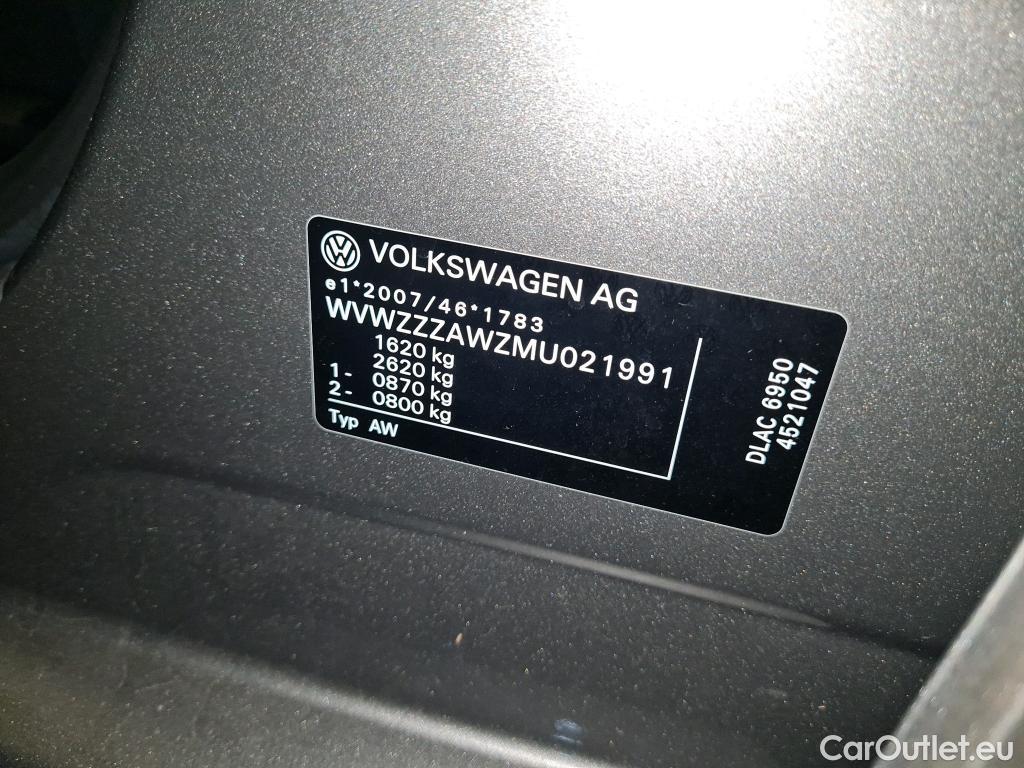 VOLKSWAGEN AG
e1*2007/46*1783
WVWZZZAWZMU021991
1620 kg
2620 kg
1- 0870 kg
2- 0800 kg
Typ AW
DLAC 6950
4521047
CarOutlet.eu